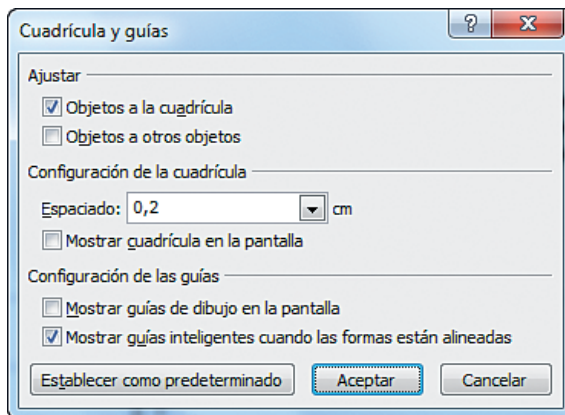 Cuadrícula y guías
Ajustar
Objetos a la cuadrícula
Objetos a otros objetos
Configuración de la cuadrícula
Espaciado: 0,2 cm
Mostrar cuadrícula en la pantalla
Configuración de las guías
Mostrar guías de dibujo en la pantalla
Mostrar guías inteligentes cuando las formas están alineadas
Establecer como predeterminado Aceptar Cancelar